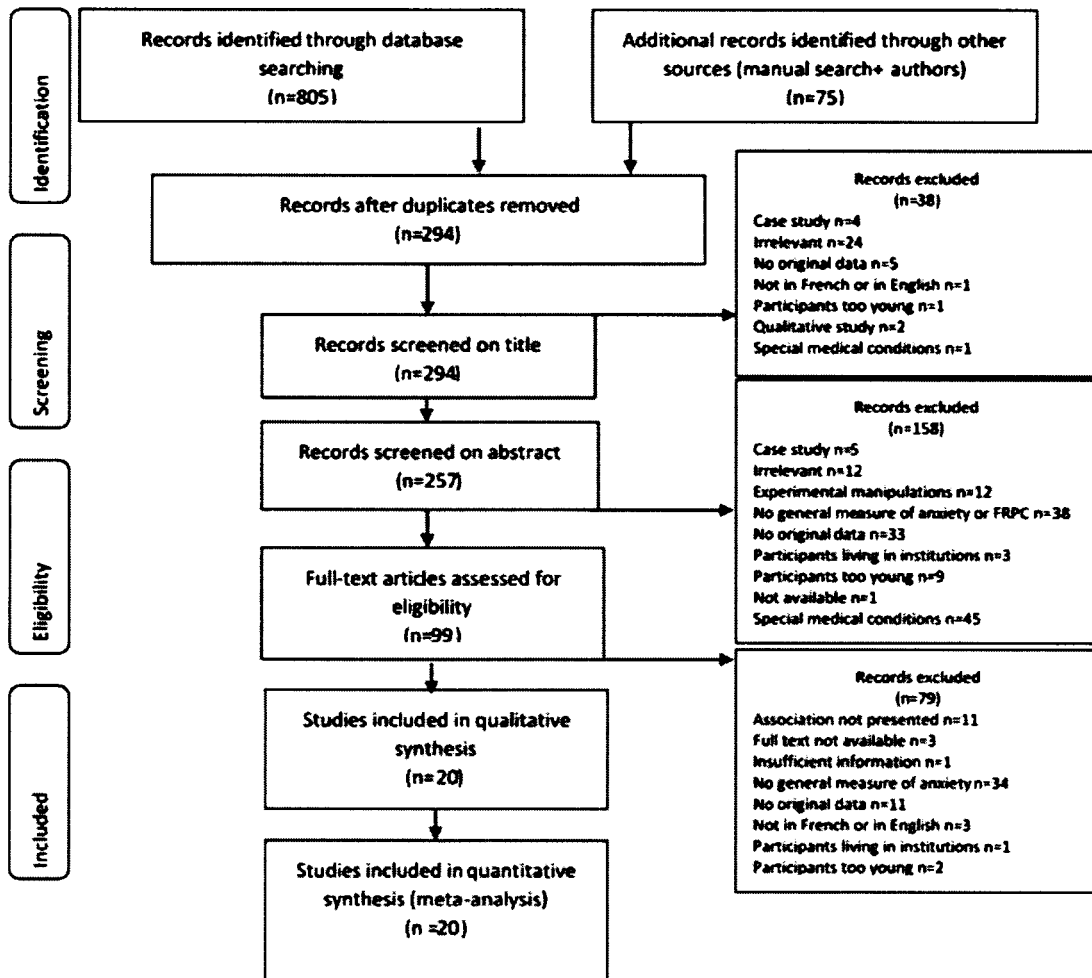 Identification
Records identified through database
searching
(n=805)
Additional records identified through other
sources (manual search+ authors)
(n=75)
Records after duplicates removed
(n=294)
Records excluded
(n=38)
Case study n=4
Irrelevant n=24
No original data n=5
Not in French or in English n=1
Participants too young n=1
Qualitative study n=2
Special medical conditions n=1
Screening
Records screened on title
(n=294)
Records screened on abstract
(n=257)
Records excluded
(n=158)
Case study n=5
Irrelevant n=12
Experimental manipulations n=12
No general measure of anxiety or FRPC n=38
No original data n=33
Participants living in institutions n=3
Participants too young n=9
Not available n=1
Special medical conditions n=45
Eligibility
Full-text articles assessed for
eligibility
(n=99)
Records excluded
(n=79)
Association not presented n=11
Full text not available n=3
Insufficient information n=1
No general measure of anxiety n=34
No original data n=11
Not in French or in English n=3
Participants living in institutions n=1
Participants too young n=2
Included
Studies included in qualitative
synthesis
(n=20)
Studies included in quantitative
synthesis (meta-analysis)
(n =20)